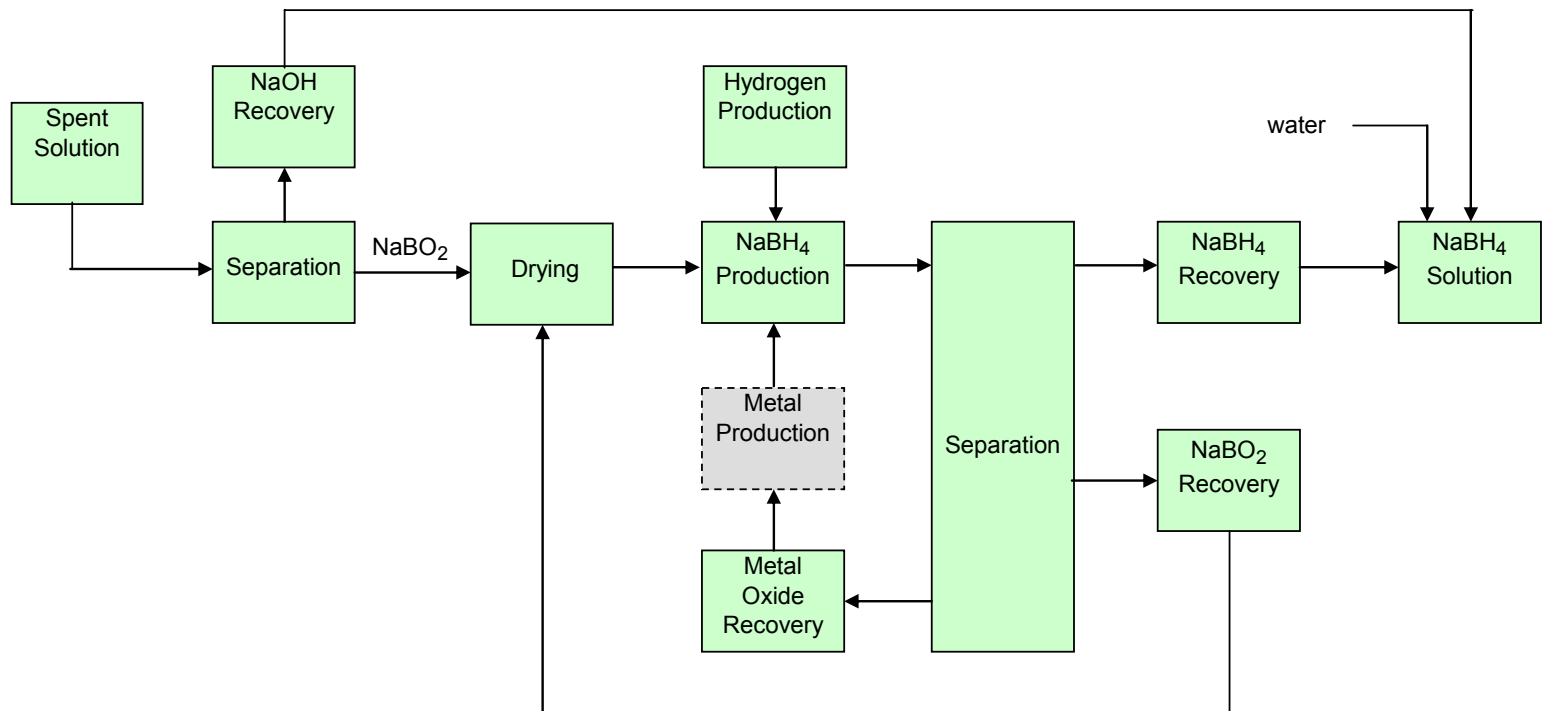 Spent
Solution
NaOH
Recovery
Separation
NaBO2
Drying
Hydrogen
Production
NaBH4
Production
Metal
Production
Metal
Oxide
Recovery
Separation
NaBH4
Recovery
NaBO2
Recovery
water
NaBH4
Solution